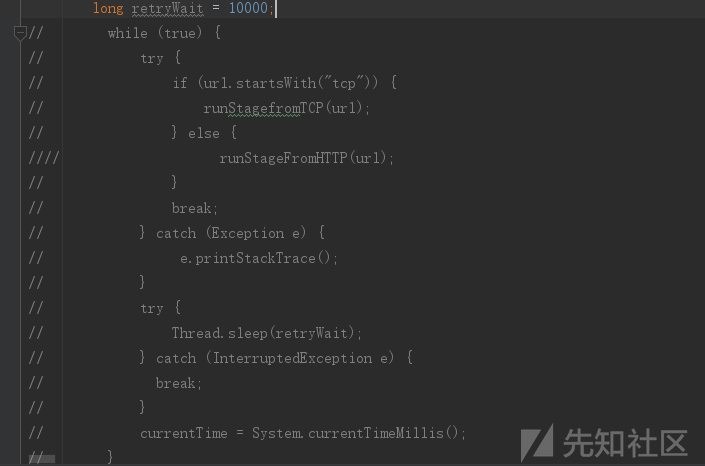 long retryWait = 10000;
// while (true) {
// try {
// if (url.startsWith("tcp")) {
// runStagefromTCP(url);
// } else {
//// runStageFromHTTP(url);
// }
// break;
// } catch (Exception e) {
// e.printStackTrace();
// }
// try {
// Thread.sleep(retryWait);
// } catch (InterruptedException e) {
// break;
// }
// currentTime = System.currentTimeMillis();
// }
先知社区